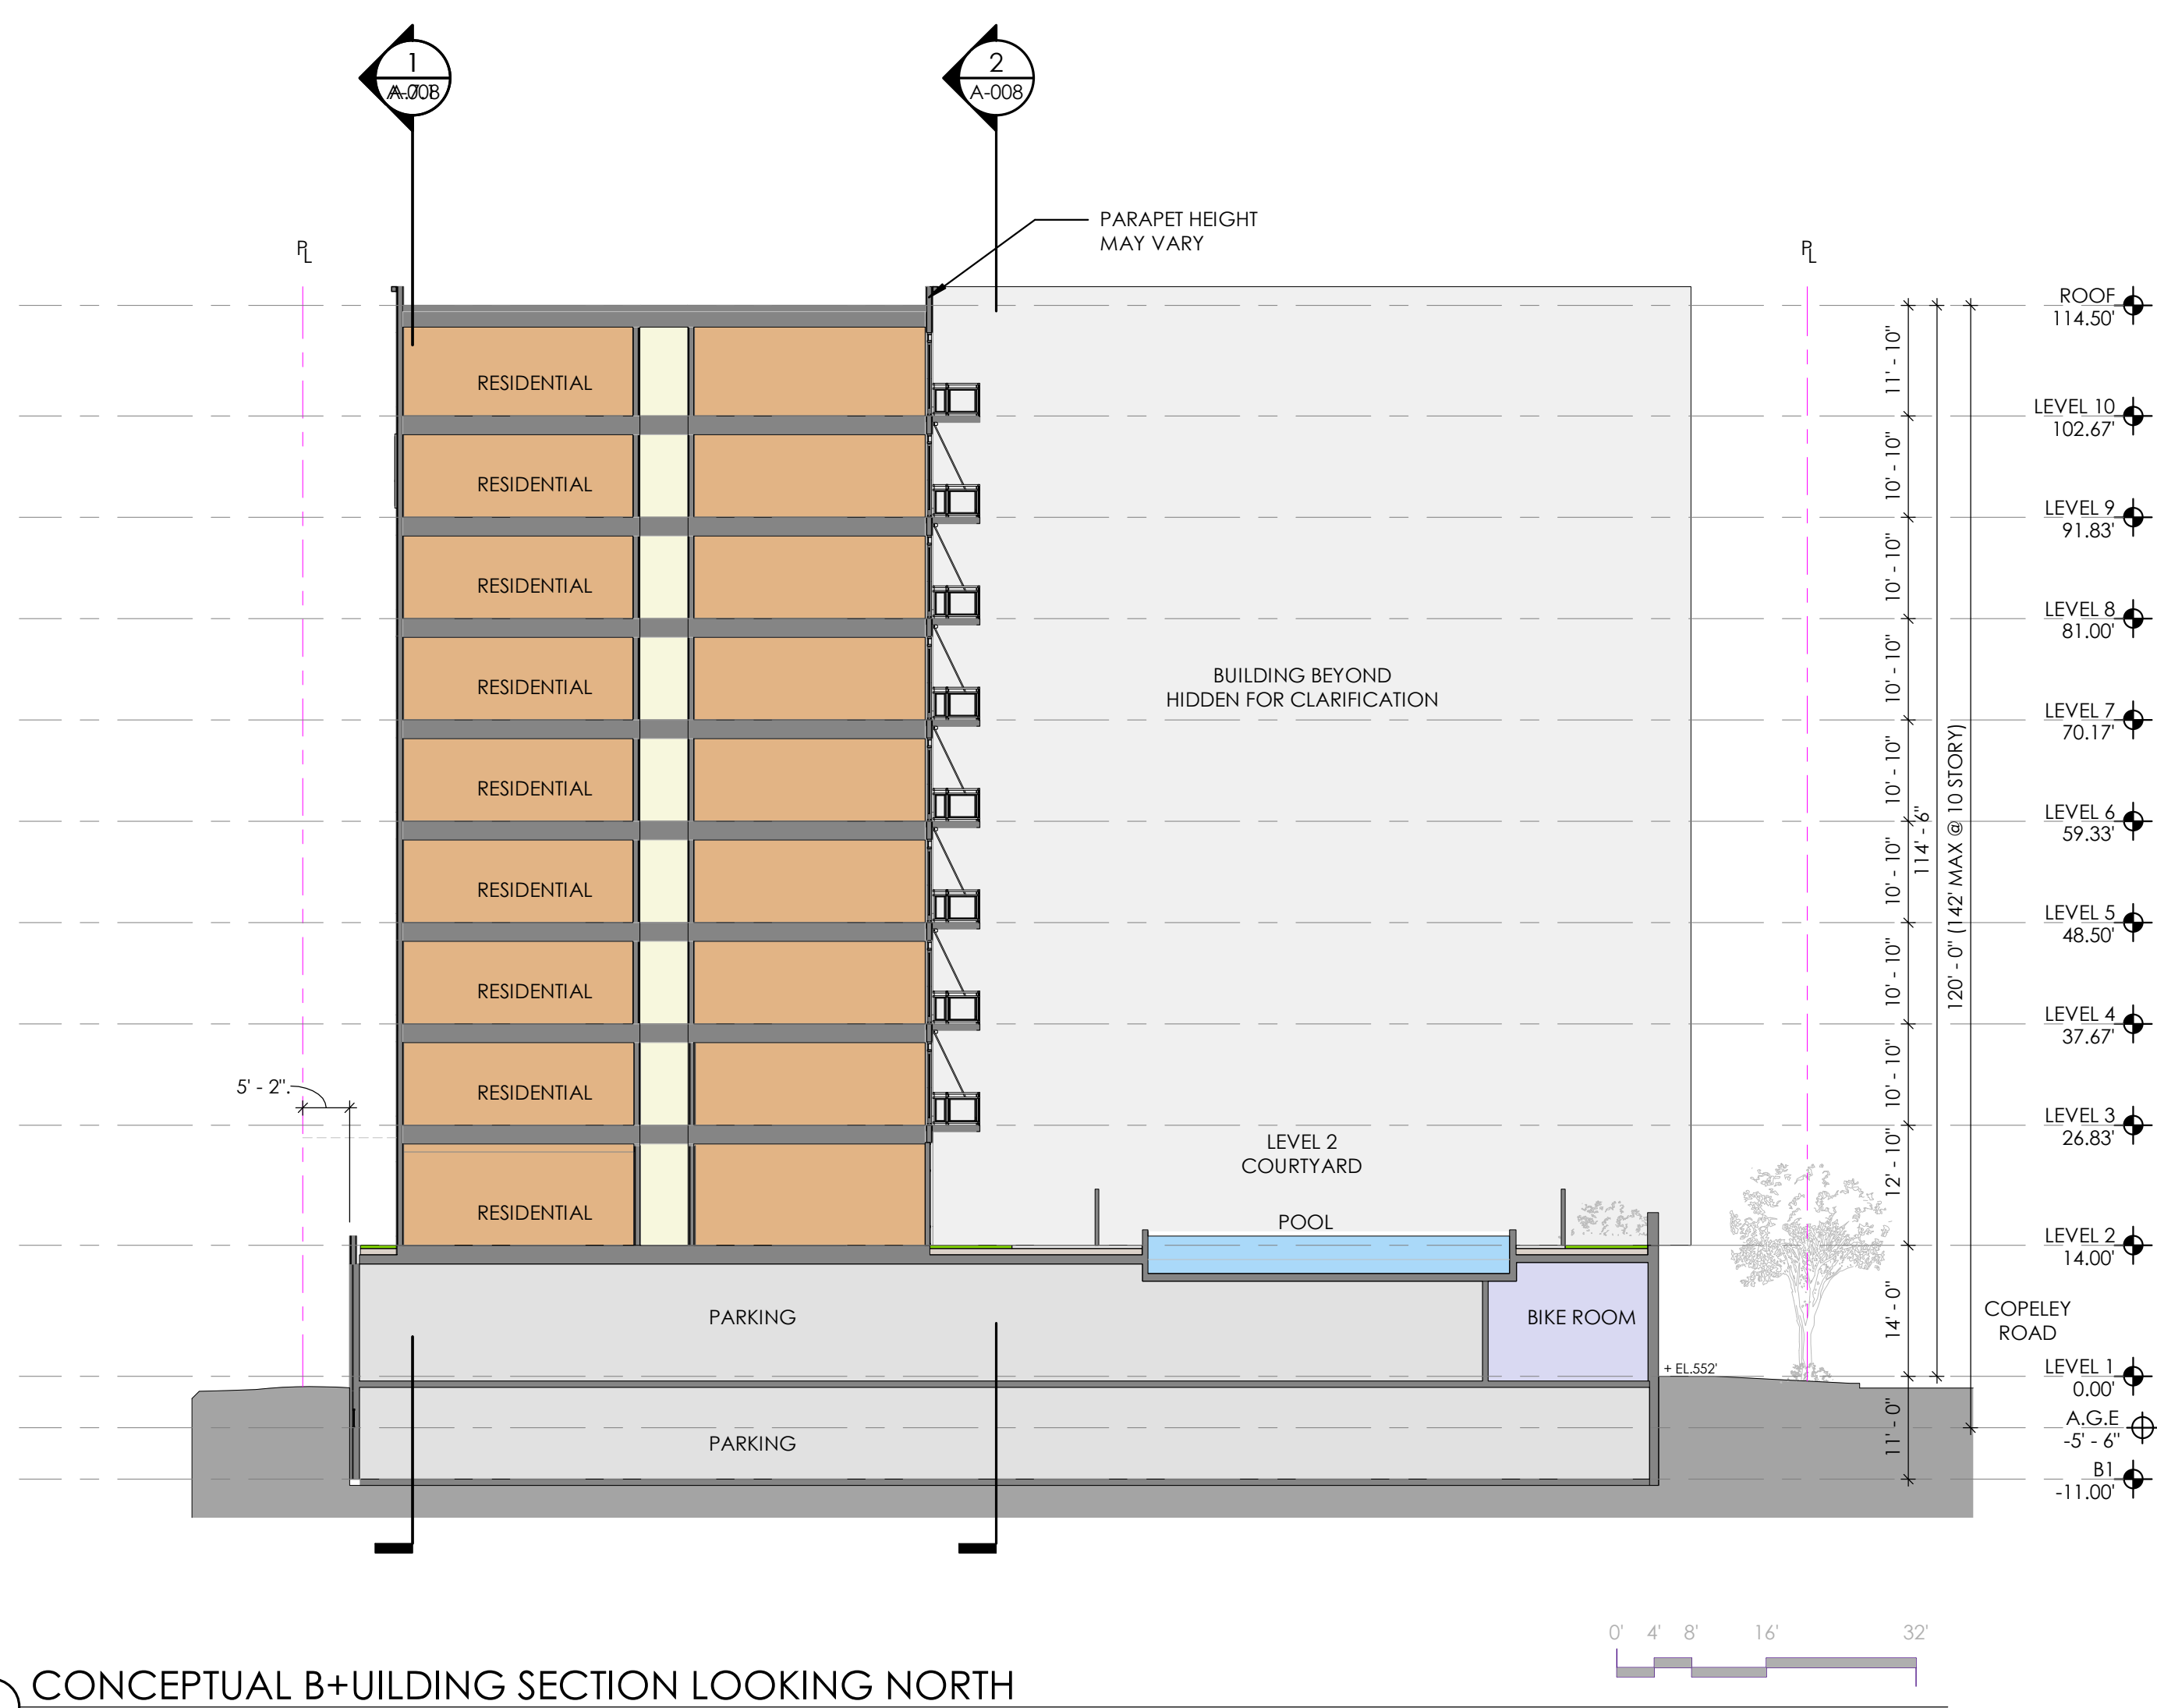 1
A-008
2
A-008
PARAPET HEIGHT
MAY VARY
PL
PL
ROOF
114.50'
11' - 10"
RESIDENTIAL
LEVEL 10
102.67'
10' - 10"
RESIDENTIAL
LEVEL 9
91.83'
10' - 10"
RESIDENTIAL
LEVEL 8
81.00'
10' - 10"
RESIDENTIAL
BUILDING BEYOND
HIDDEN FOR CLARIFICATION
LEVEL 7
70.17'
10' - 10"
RESIDENTIAL
LEVEL 6
59.33'
114' - 6"
120' - 0" (142' MAX @ 10 STORY)
10' - 10"
RESIDENTIAL
LEVEL 5
48.50'
10' - 10"
RESIDENTIAL
LEVEL 4
37.67'
10' - 10"
RESIDENTIAL
5' - 2"
LEVEL 3
26.83'
12' - 10"
LEVEL 2
COURTYARD
RESIDENTIAL
POOL
LEVEL 2
14.00'
14' - 0"
PARKING
BIKE ROOM
COPELEY
ROAD
+ EL.552'
LEVEL 1
0.00'
11' - 0"
A.G.E
-5' - 6"
PARKING
B1
-11.00'
0' 4' 8' 16' 32'
CONCEPTUAL B+UILDING SECTION LOOKING NORTH